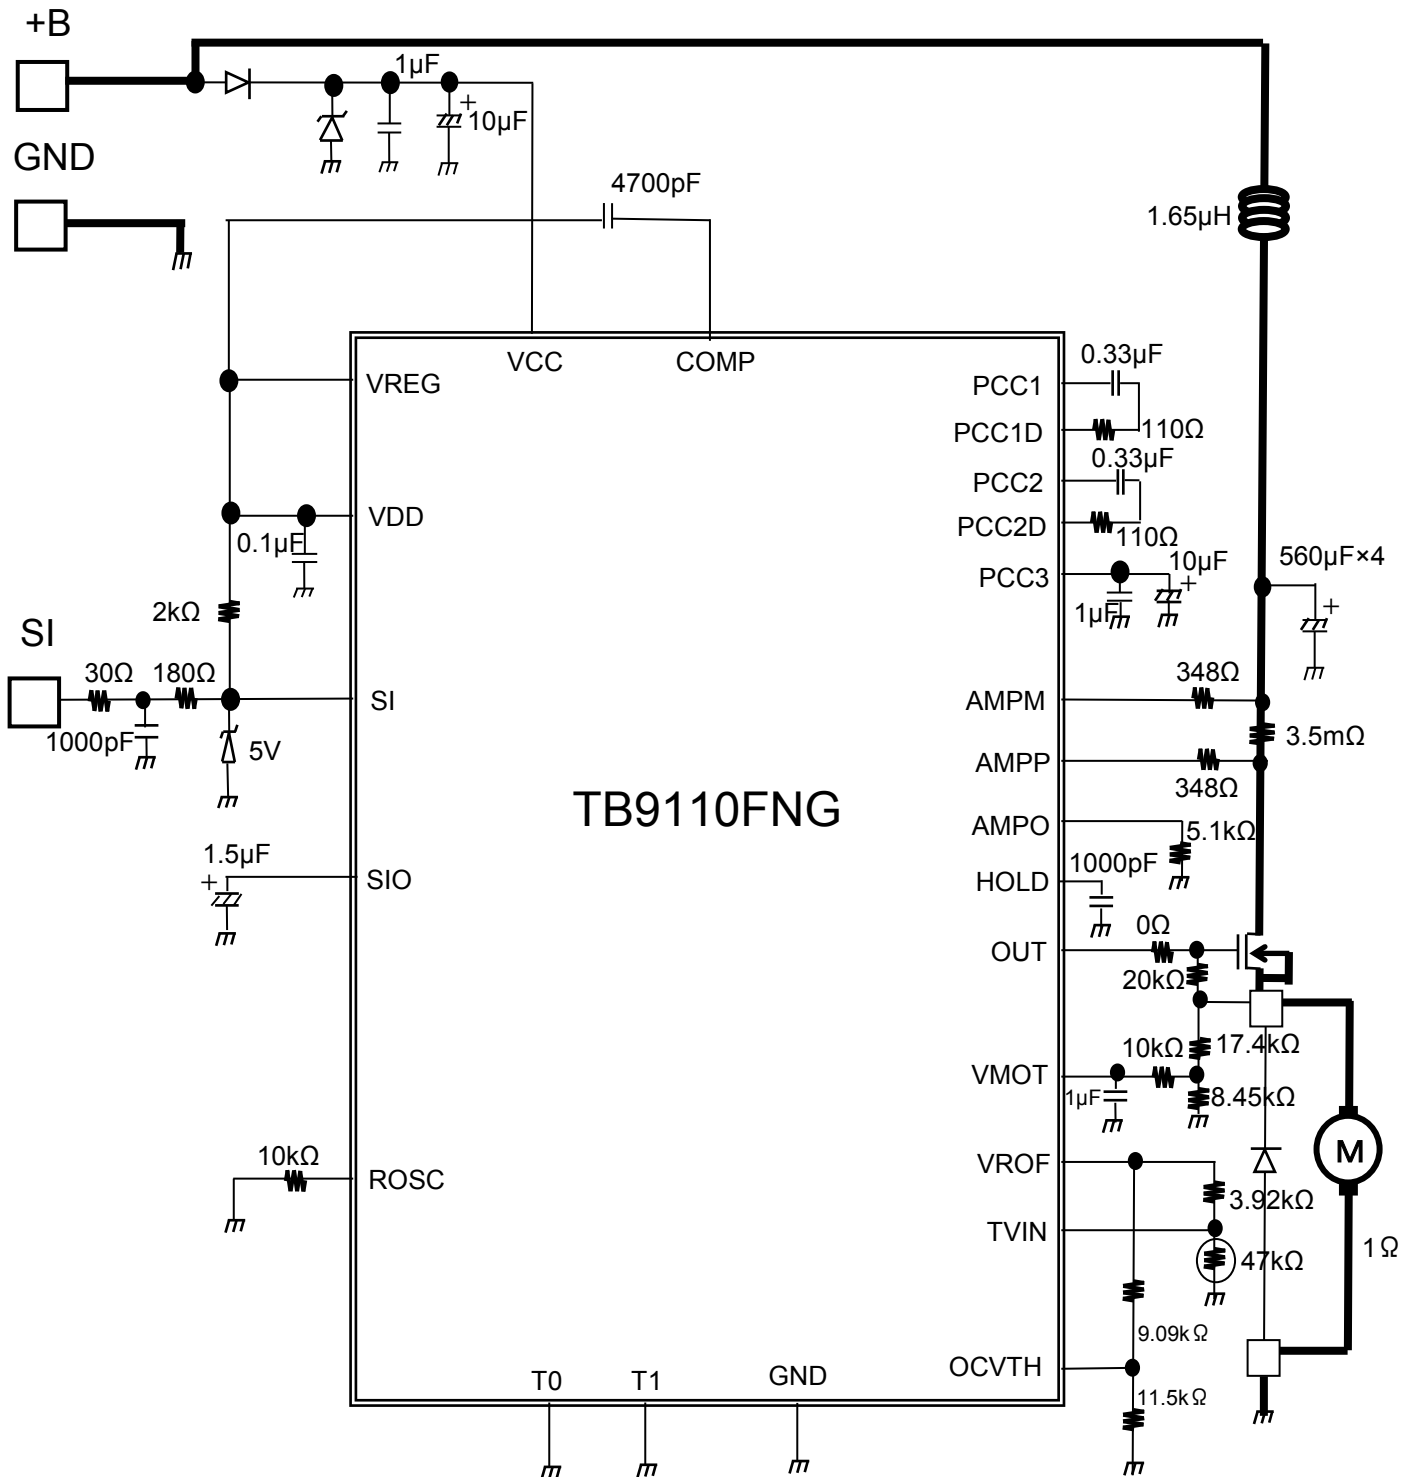 +B
1µF
+
10µF
GND
4700pF
1.65µH
VCC
COMP
VREG
PCC1
0.33µF
PCC1D
110Ω
0.33µF
PCC2
VDD
PCC2D
110Ω
0.1µF
10µF
+
560µF×4
PCC3
1µF
+
2kΩ
SI
30Ω
180Ω
348Ω
SI
AMPM
1000pF
5V
3.5mΩ
AMPP
348Ω
TB9110FNG
AMPO
5.1kΩ
1.5µF
+
SIO
1000pF
HOLD
0Ω
OUT
20kΩ
10kΩ
17.4kΩ
VMOT
1µF
8.45kΩ
M
10kΩ
ROSC
VROF
3.92kΩ
TVIN
47kΩ
1Ω
9.09kΩ
OCVTH
T0
T1
GND
11.5kΩ